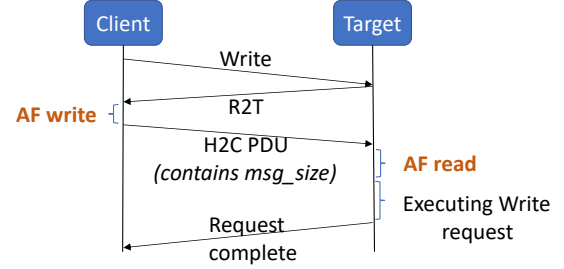 Client
Target
Write
R2T
AF write
H2C PDU
(contains msg_size)
AF read
Executing Write
request
Request
complete